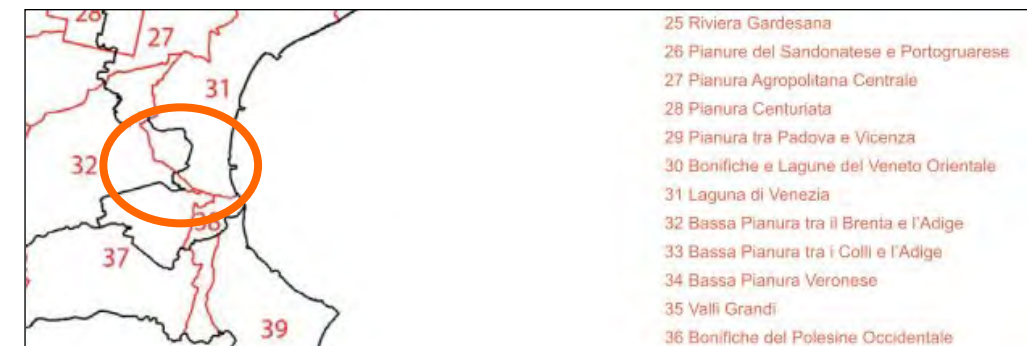 28
27
31
32
38
37
39
25 Riviera Gardesana
26 Pianure del Sandonatese e Portogruarese
27 Pianura Agropolitana Centrale
28 Pianura Centuriata
29 Pianura tra Padova e Vicenza
30 Bonifiche e Lagune del Veneto Orientale
31 Laguna di Venezia
32 Bassa Pianura tra il Brenta e l'Adige
33 Bassa Pianura tra i Colli e l'Adige
34 Bassa Pianura Veronese
35 Valli Grandi
36 Bonifiche del Polesine Occidentale